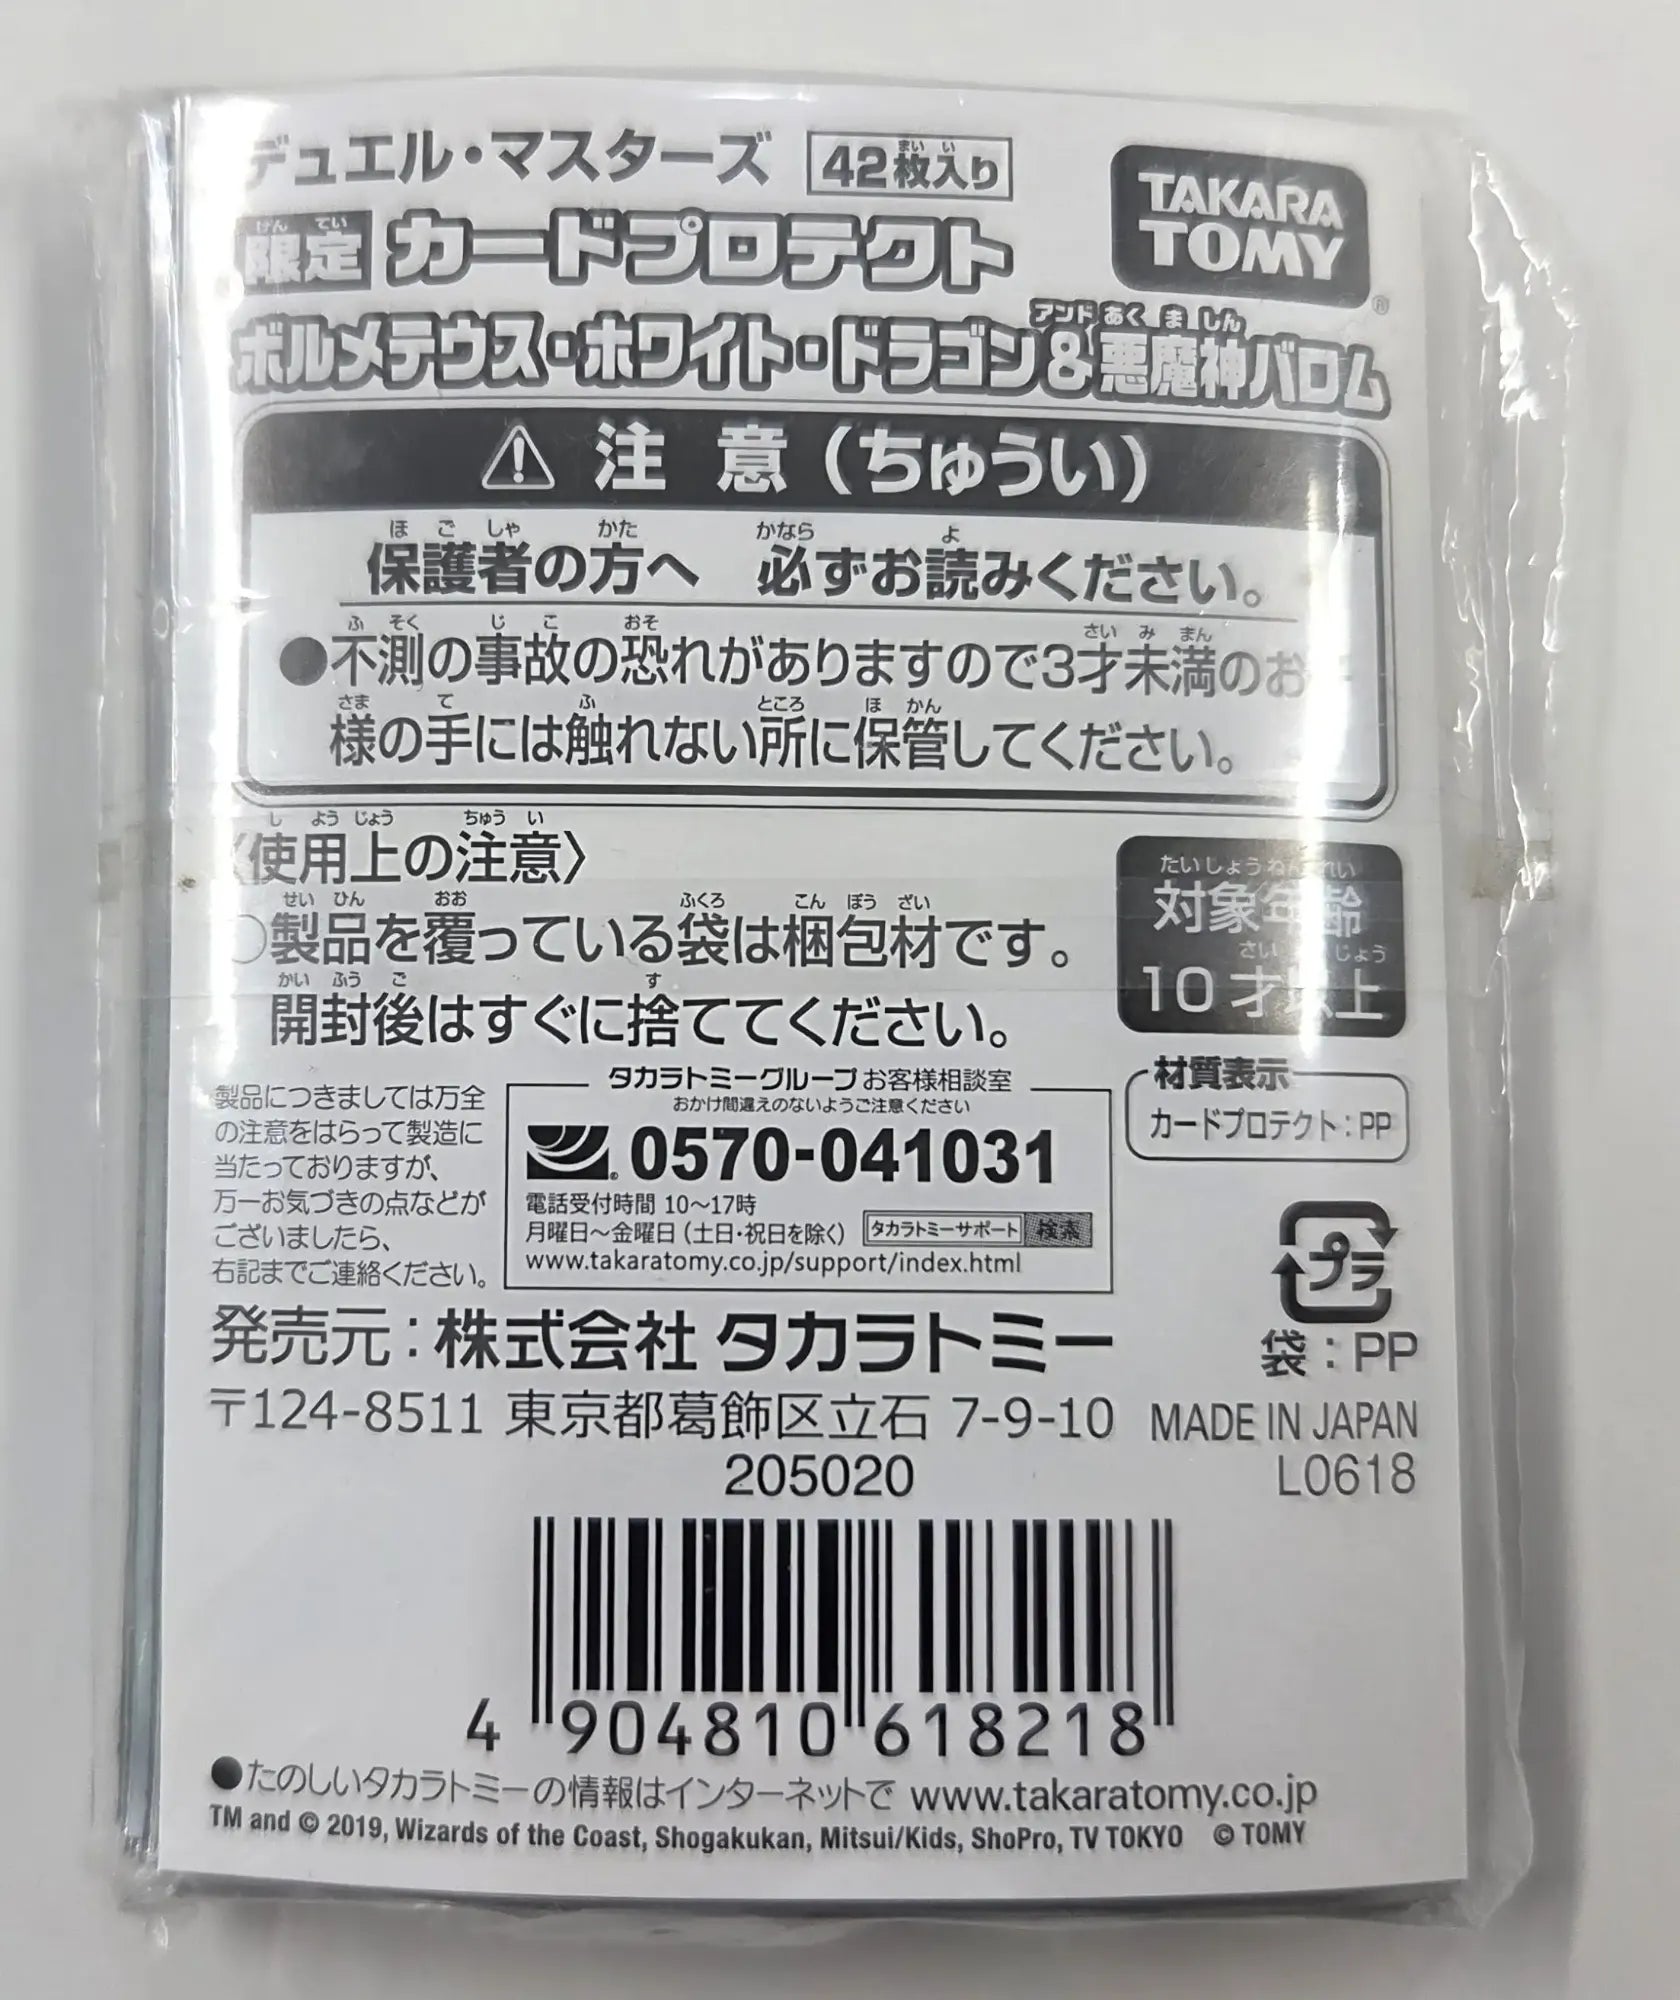 デュエル・マスターズ 42枚入り
限定 カードプロテクト
ボルメテウス・ホワイト・ドラゴン&悪魔神バロム
TAKARA TOMY
注意(ちゅうい)
保護者の方へ 必ずお読みください。
●不測の事故の恐れがありますので3才未満のお子
様の手には触れない所に保管してください。
〈使用上の注意〉
○製品を覆っている袋は梱包材です。
開封後はすぐに捨ててください。
対象年齢
10才以上
材質表示
カードプロテクト:PP
製品につきましては万全
の注意をはらって製造に
当たっておりますが、
万一お気づきの点などが
ございましたら、
右記までご連絡ください。
タカラトミーグループお客様相談室
おかけ間違えのないようご注意ください
0570-041031
電話受付時間 10〜17時
月曜日〜金曜日(土日・祝日を除く) タカラトミーサポート 検索
www.takaratomy.co.jp/support/index.html
プラ
袋:PP
発売元:株式会社タカラトミー
〒124-8511 東京都葛飾区立石 7-9-10
MADE IN JAPAN
205020
L0618
4 904810 618218
●たのしいタカラトミーの情報はインターネットで www.takaratomy.co.jp
TM and © 2019, Wizards of the Coast, Shogakukan, Mitsui/Kids, ShoPro, TV TOKYO © TOMY